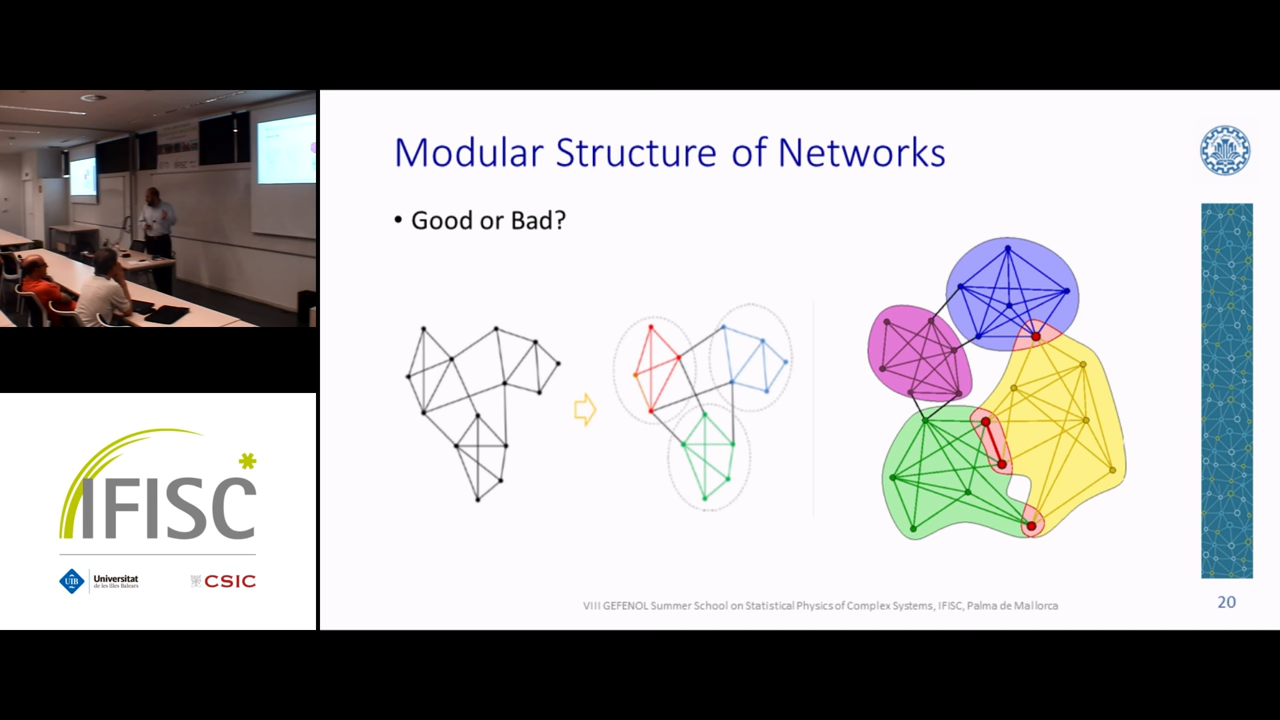 Modular Structure of Networks
• Good or Bad?
IFISC*
UIB
Universitat
de les Illes Balears
CSIC
VIII GEFENOL Summer School on Statistical Physics of Complex Systems, IFISC, Palma de Mallorca
20